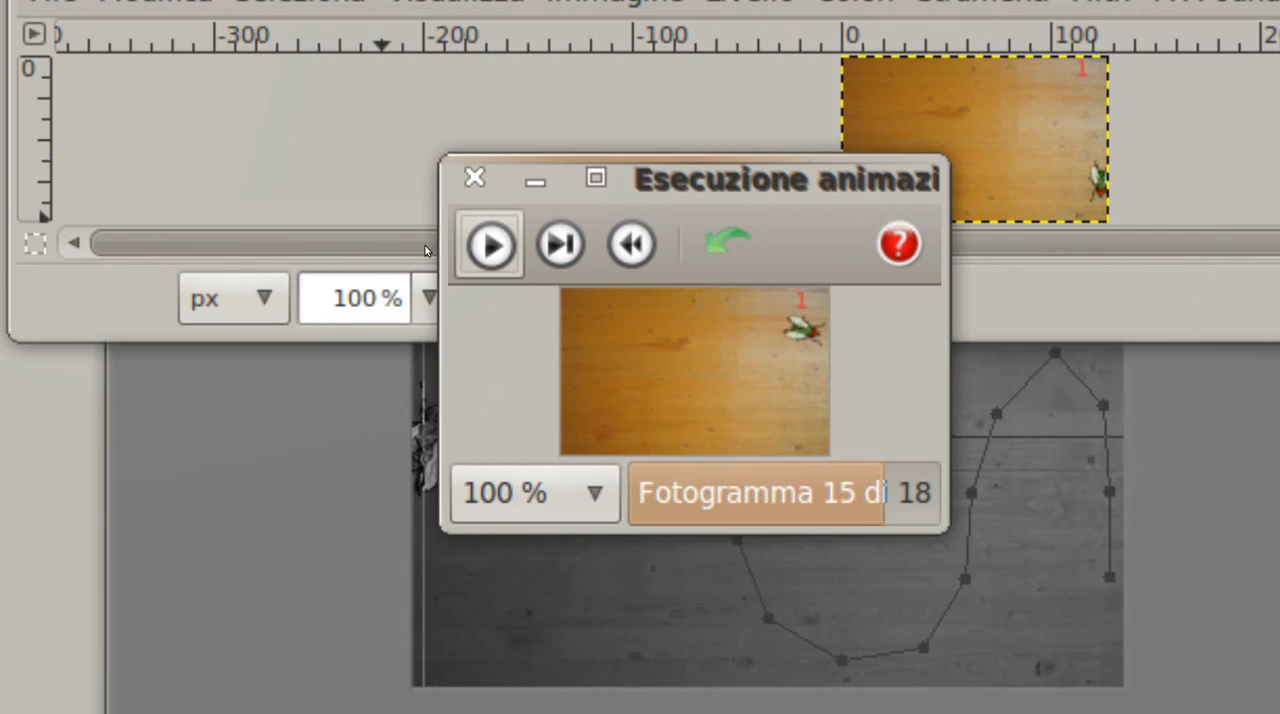 -300 -200 -100 0 100
0
1
Esecuzione animazi
1
px 100 %
100 % Fotogramma 15 di 18